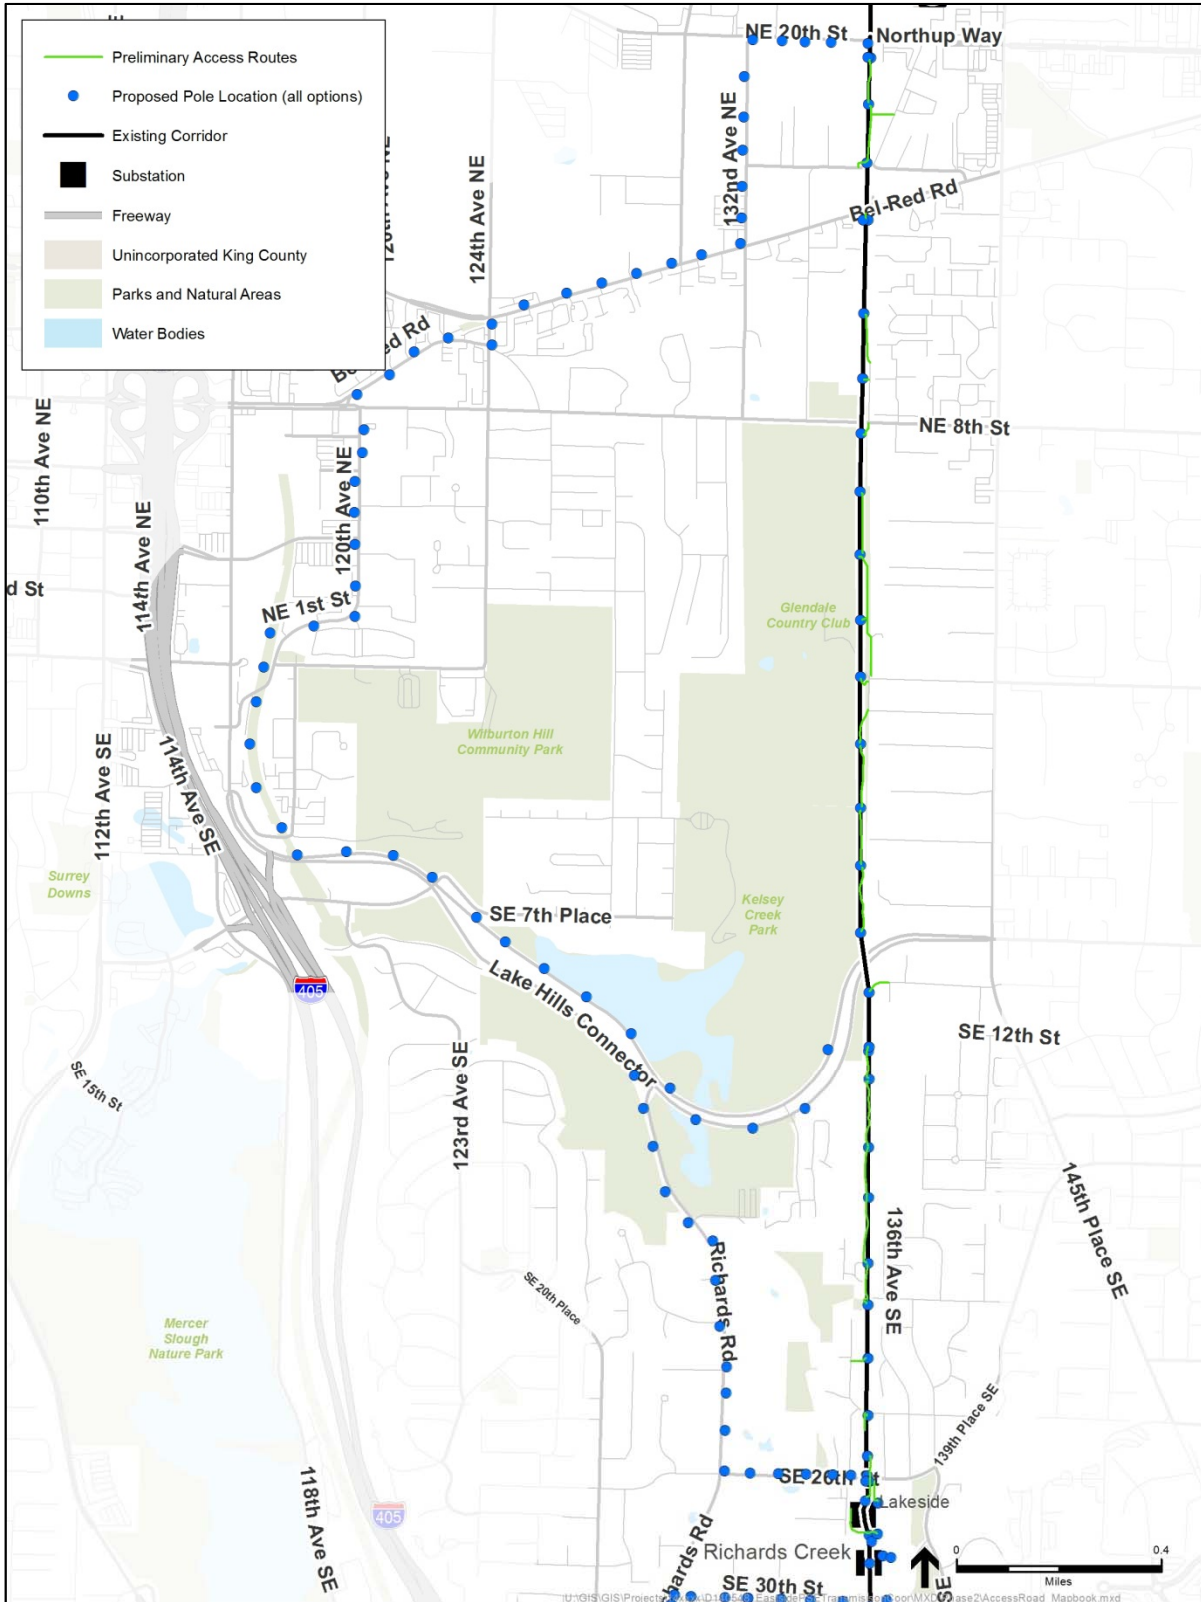 Preliminary Access Routes
Proposed Pole Location (all options)
Existing Corridor
Substation
Freeway
Unincorporated King County
Parks and Natural Areas
Water Bodies
NE 20th St
Northup Way
132nd Ave NE
124th Ave NE
Bel-Red Rd
NE 8th St
110th Ave NE
114th Ave NE
120th Ave NE
d St
NE 1st St
Glendale
Country Club
Wilburton Hill
Community Park
112th Ave SE
114th Ave SE
Surrey
Downs
SE 7th Place
Kelsey
Creek
Park
Lake Hills Connector
405
SE 12th St
SE 15th St
123rd Ave SE
145th Place SE
136th Ave SE
Richards Rd
SE 20th Place
Mercer
Slough
Nature Park
139th Place SE
SE 26th St
Lakeside
118th Ave SE
405
chards Rd
Richards Creek
SE 30th St
SE
0 0.4
Miles